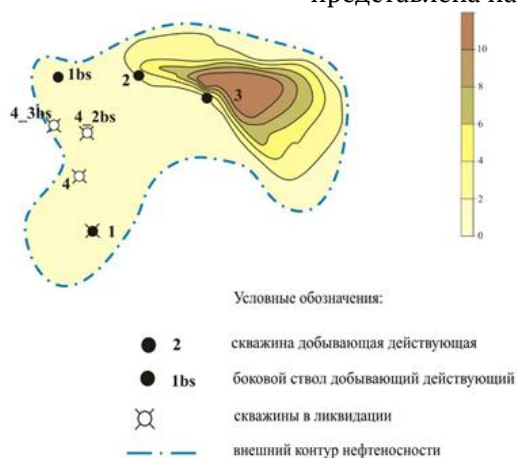 представлена на
1bs
2
3
4_3bs
4_2bs
4
1
10
8
6
4
2
0
Условные обозначения:
2 скважина добывающая действующая
1bs боковой ствол добывающий действующий
скважины в ликвидации
внешний контур нефтеносности